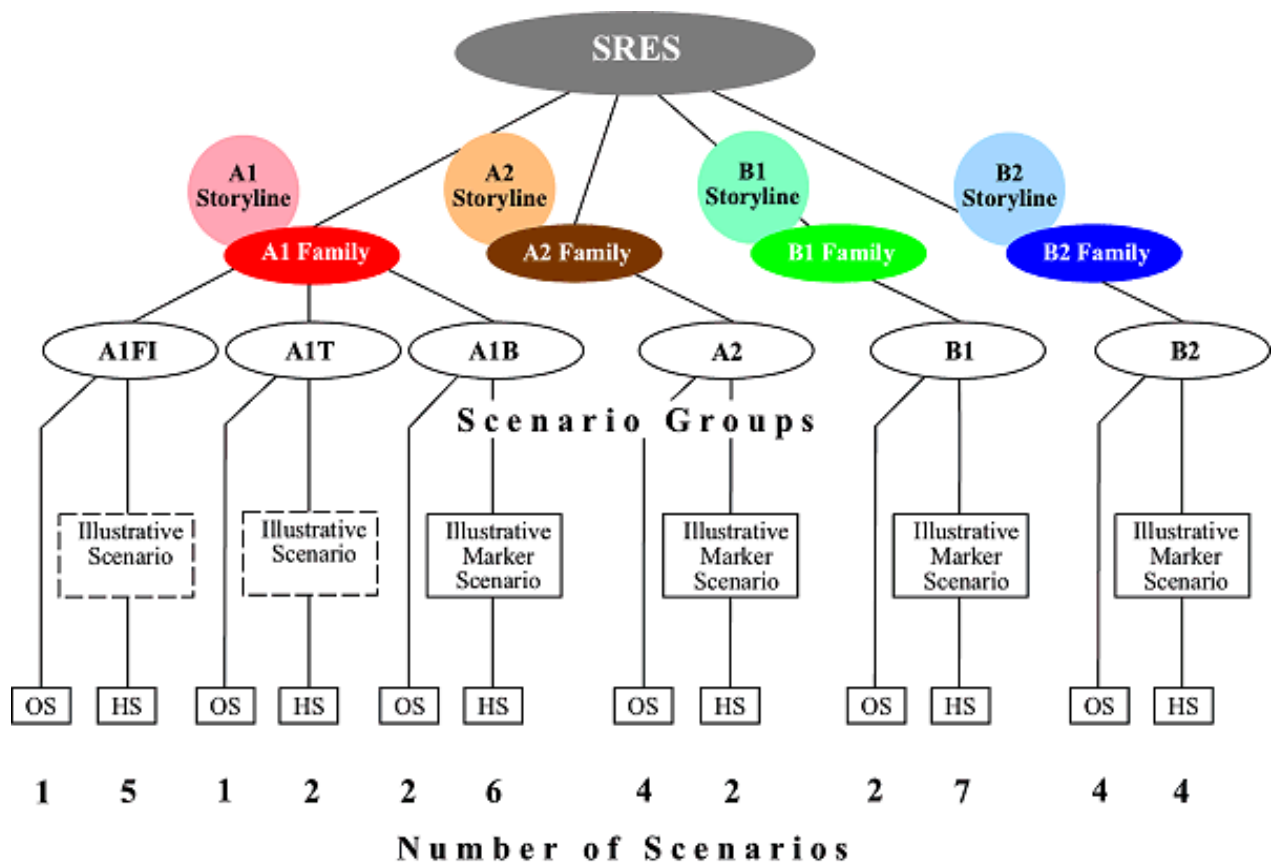 SRES
A1
Storyline
A2
Storyline
B1
Storyline
B2
Storyline
A1 Family
A2 Family
B1 Family
B2 Family
A1FI
A1T
A1B
A2
B1
B2
Scenario Groups
Illustrative
Scenario
Illustrative
Scenario
Illustrative
Marker
Scenario
Illustrative
Marker
Scenario
Illustrative
Marker
Scenario
Illustrative
Marker
Scenario
OS HS OS HS OS HS OS HS OS HS OS HS
1 5 1 2 2 6 4 2 2 7 4 4
Number of Scenarios